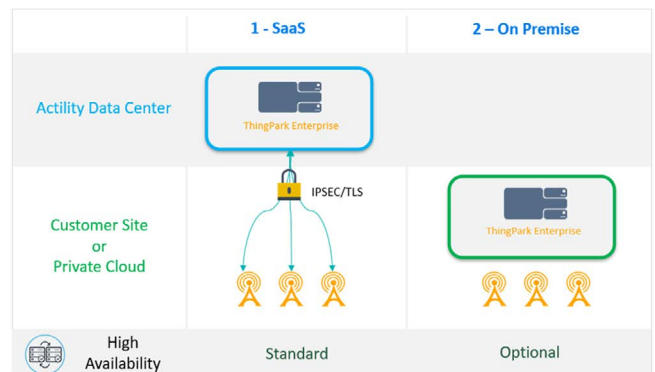 1 - SaaS
2 – On Premise
Actility Data Center
ThingPark Enterprise
IPSEC/TLS
Customer Site
or
Private Cloud
ThingPark Enterprise
High
Availability
Standard
Optional